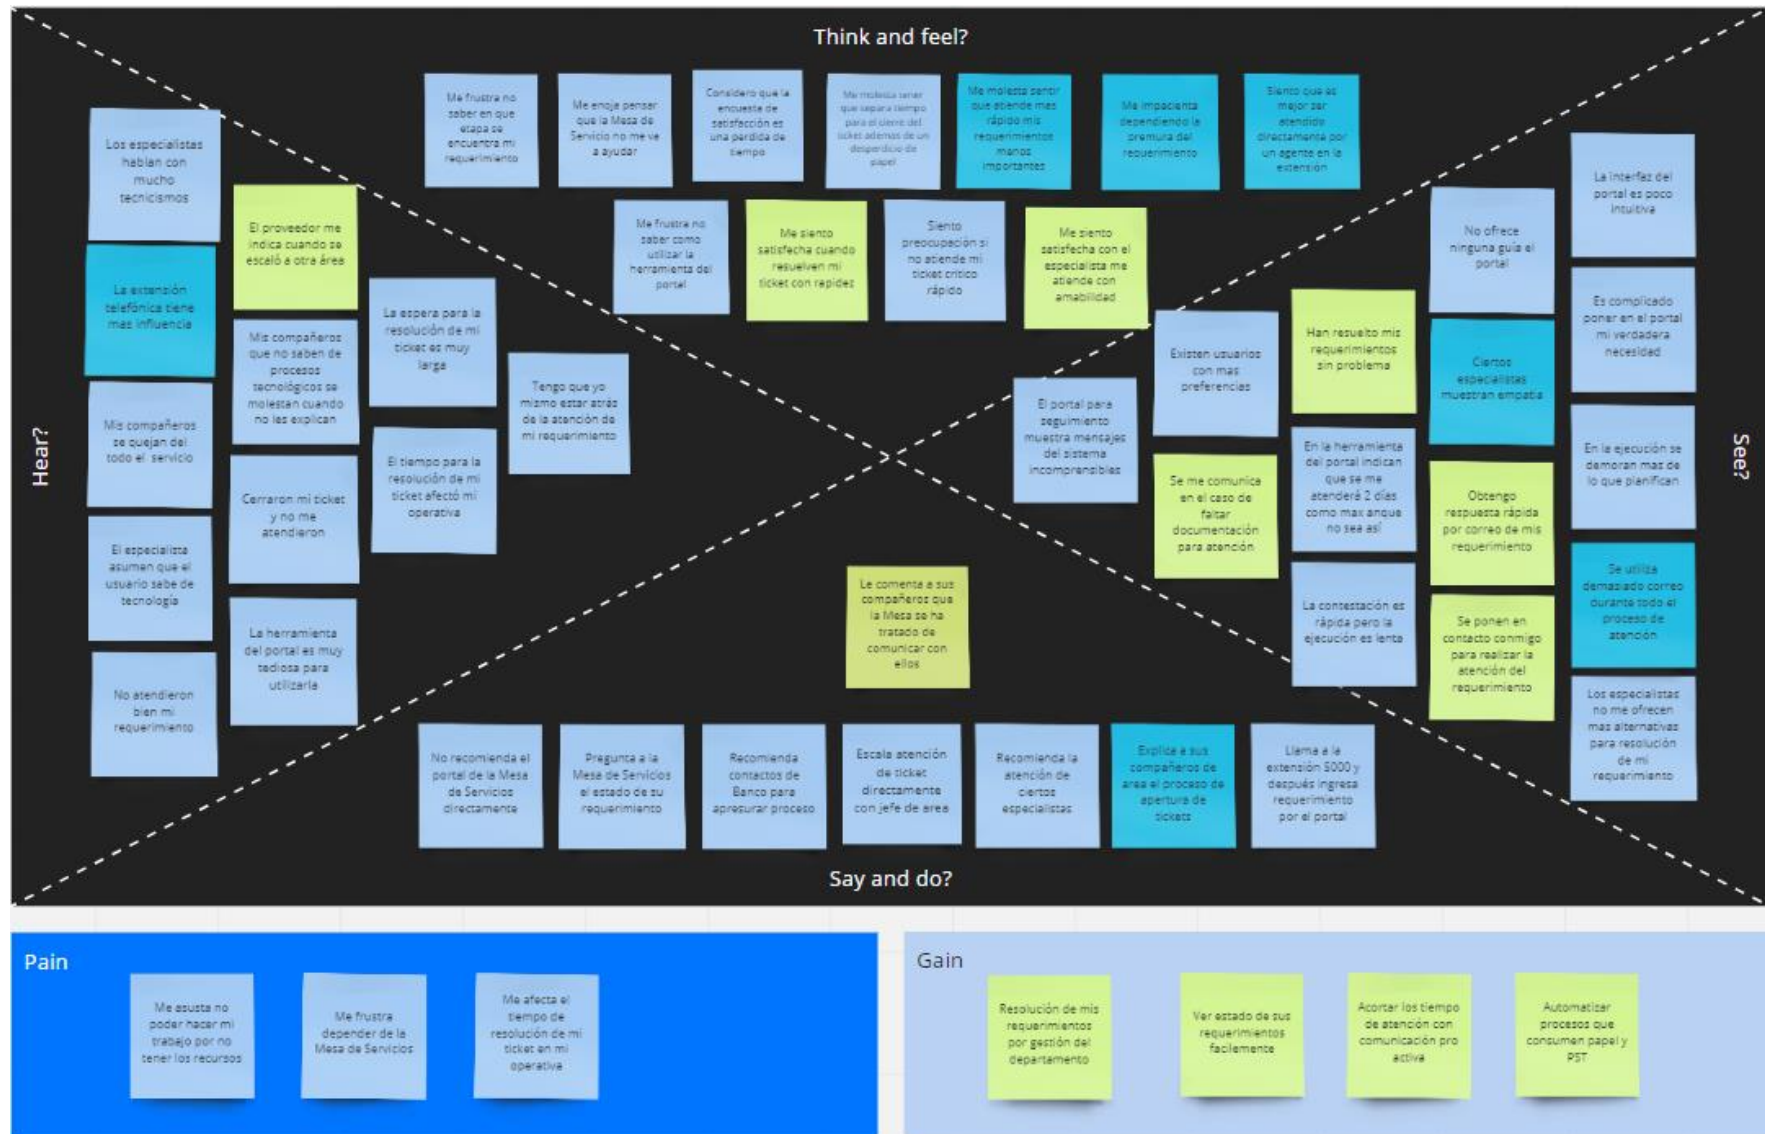 Think and feel?
Me frustra no
saber en que
etapa se
encuentra mi
requerimiento
Me enoja pensar
que la Mesa de
Servicio no me va
a ayudar
Considero que la
encuesta de
satisfacción es
una perdida de
tiempo
Me molesta tener
que separa tiempo
para el cierre del
ticket ademas de un
desperdicio de
papel
Me molesta sentir
que atiende mas
rápido mis
requerimientos
menos
importantes
Me impacienta
dependiendo la
premura del
requerimiento
Siento que es
mejor ser
atendido
directamente por
un agente en la
extensión
Me frustra no
saber como
utilizar la
herramienta del
portal
Me siento
satisfecha cuando
resuelven mi
ticket con rapidez
Siento
preocupación si
no atiende mi
ticket critico
rápido
Me siento
satisfecha con el
especialista me
atiende con
amabilidad
Hear?
Los especialistas
hablan con
mucho
tecnicismos
El proveedor me
indica cuando se
escaló a otra área
La extensión
telefónica tiene
mas influencia
Mis compañeros
que no saben de
procesos
tecnológicos se
molestan cuando
no les explican
La espera para la
resolución de mi
ticket es muy
larga
Tengo que yo
mismo estar atrás
de la atención de
mi requerimiento
Mis compañeros
se quejan del
todo el servicio
Cerraron mi ticket
y no me
atendieron
El tiempo para la
resolución de mi
ticket afectó mi
operativa
El especialista
asumen que el
usuario sabe de
tecnología
La herramienta
del portal es muy
tediosa para
utilizarla
No atendieron
bien mi
requerimiento
See?
La interfaz del
portal es poco
intuitiva
No ofrece
ninguna guía el
portal
Es complicado
poner en el portal
mi verdadera
necesidad
Existen usuarios
con mas
preferencias
Han resuelto mis
requerimientos
sin problema
Ciertos
especialistas
muestran empatía
El portal para
seguimiento
muestra mensajes
del sistema
incomprensibles
Se me comunica
en el caso de
faltar
documentación
para atención
En la herramienta
del portal indican
que se me
atenderá 2 días
como max anque
no sea así
Obtengo
respuesta rápida
por correo de mis
requerimiento
En la ejecución se
demoran mas de
lo que planifican
La contestación es
rápida pero la
ejecución es lenta
Se ponen en
contacto conmigo
para realizar la
atención del
requerimiento
Se utiliza
demasiado correo
durante todo el
proceso de
atención
Los especialistas
no me ofrecen
mas alternativas
para resolución
de mi
requerimiento
Le comenta a sus
compañeros que
la Mesa se ha
tratado de
comunicar con
ellos
No recomienda el
portal de la Mesa
de Servicios
directamente
Pregunta a la
Mesa de Servicios
el estado de su
requerimiento
Recomienda
contactos de
Banco para
apresurar proceso
Escala atención
de ticket
directamente
con jefe de area
Recomienda la
atención de
ciertos
especialistas
Explica a sus
compañeros de
area el proceso de
apertura de
tickets
Llama a la
extensión 5000 y
después ingresa
requerimiento
por el portal
Say and do?
Pain
Me asusta no
poder hacer mi
trabajo por no
tener los recursos
Me frustra
depender de la
Mesa de Servicios
Me afecta el
tiempo de
resolución de mi
ticket en mi
operativa
Gain
Resolución de mis
requerimientos
por gestión del
departamento
Ver estado de sus
requerimientos
facilemente
Acortar los tiempo
de atención con
comunicación pro
activa
Automatizar
procesos que
consumen papel y
PST